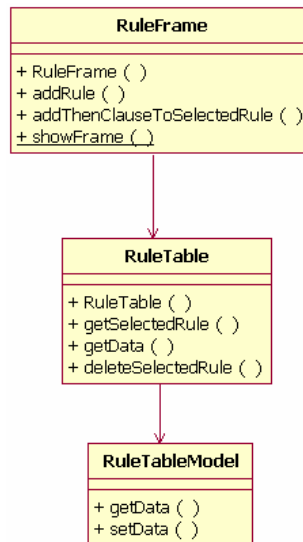 RuleFrame
+ RuleFrame ( )
+ addRule ( )
+ addThenClauseToSelectedRule ( )
+ showFrame ( )
RuleTable
+ RuleTable ( )
+ getSelectedRule ( )
+ getData ( )
+ deleteSelectedRule ( )
RuleTableModel
+ getData ( )
+ setData ( )